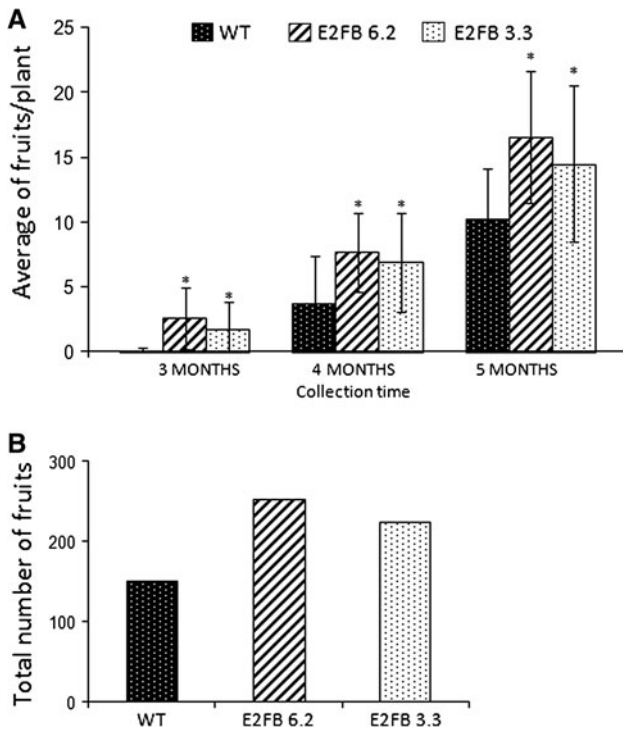 A
WT E2FB 6.2 E2FB 3.3
Average of fruits/plant
25
20
15
10
5
0
* *
* *
* *
3 MONTHS 4 MONTHS 5 MONTHS
Collection time
B
Total number of fruits
300
200
100
0
WT E2FB 6.2 E2FB 3.3